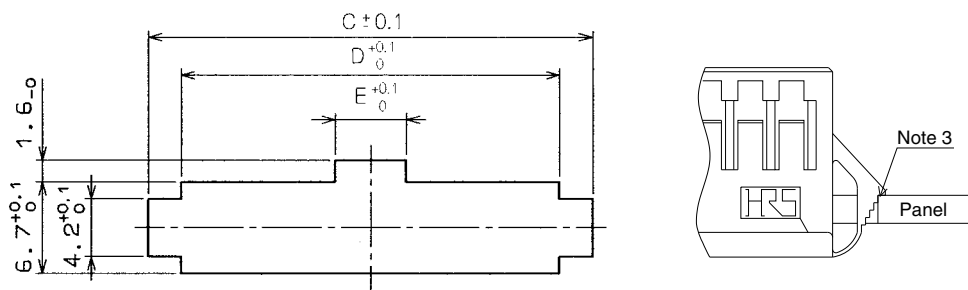 C ± 0.1
D +0.1 0
E +0.1 0
1.6 -0
6.7 +0.1 0
4.2 +0.1 0
Note 3
HRS
Panel